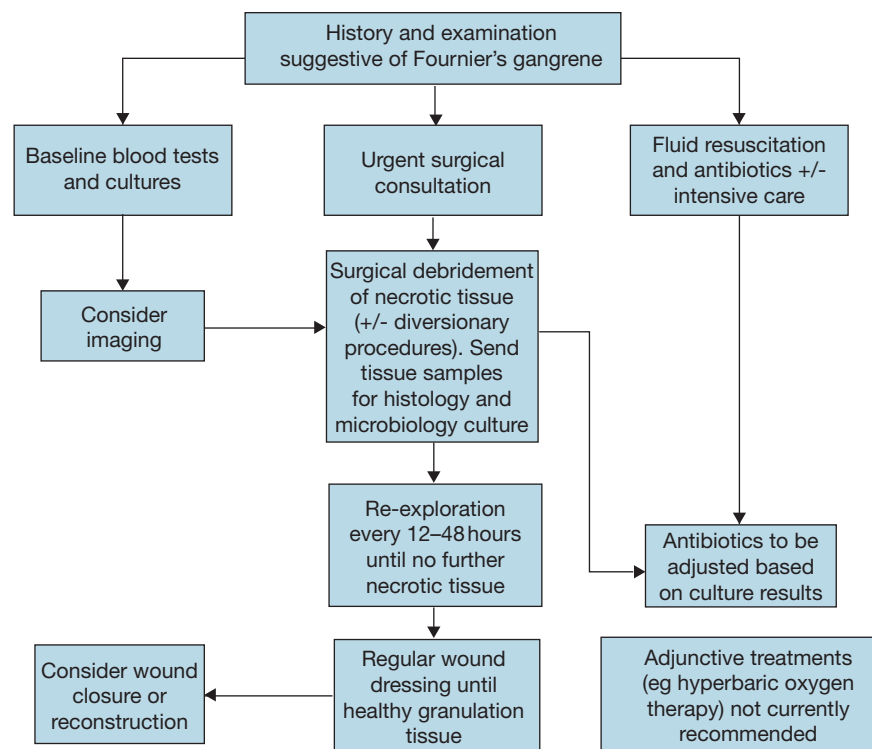 History and examination
suggestive of Fournier's gangrene
Baseline blood tests
and cultures
Urgent surgical
consultation
Fluid resuscitation
and antibiotics +/-
intensive care
Consider
imaging
Surgical debridement
of necrotic tissue
(+/- diversionary
procedures). Send
tissue samples
for histology and
microbiology culture
Re-exploration
every 12–48 hours
until no further
necrotic tissue
Antibiotics to be
adjusted based
on culture results
Consider wound
closure or
reconstruction
Regular wound
dressing until
healthy granulation
tissue
Adjunctive treatments
(eg hyperbaric oxygen
therapy) not currently
recommended